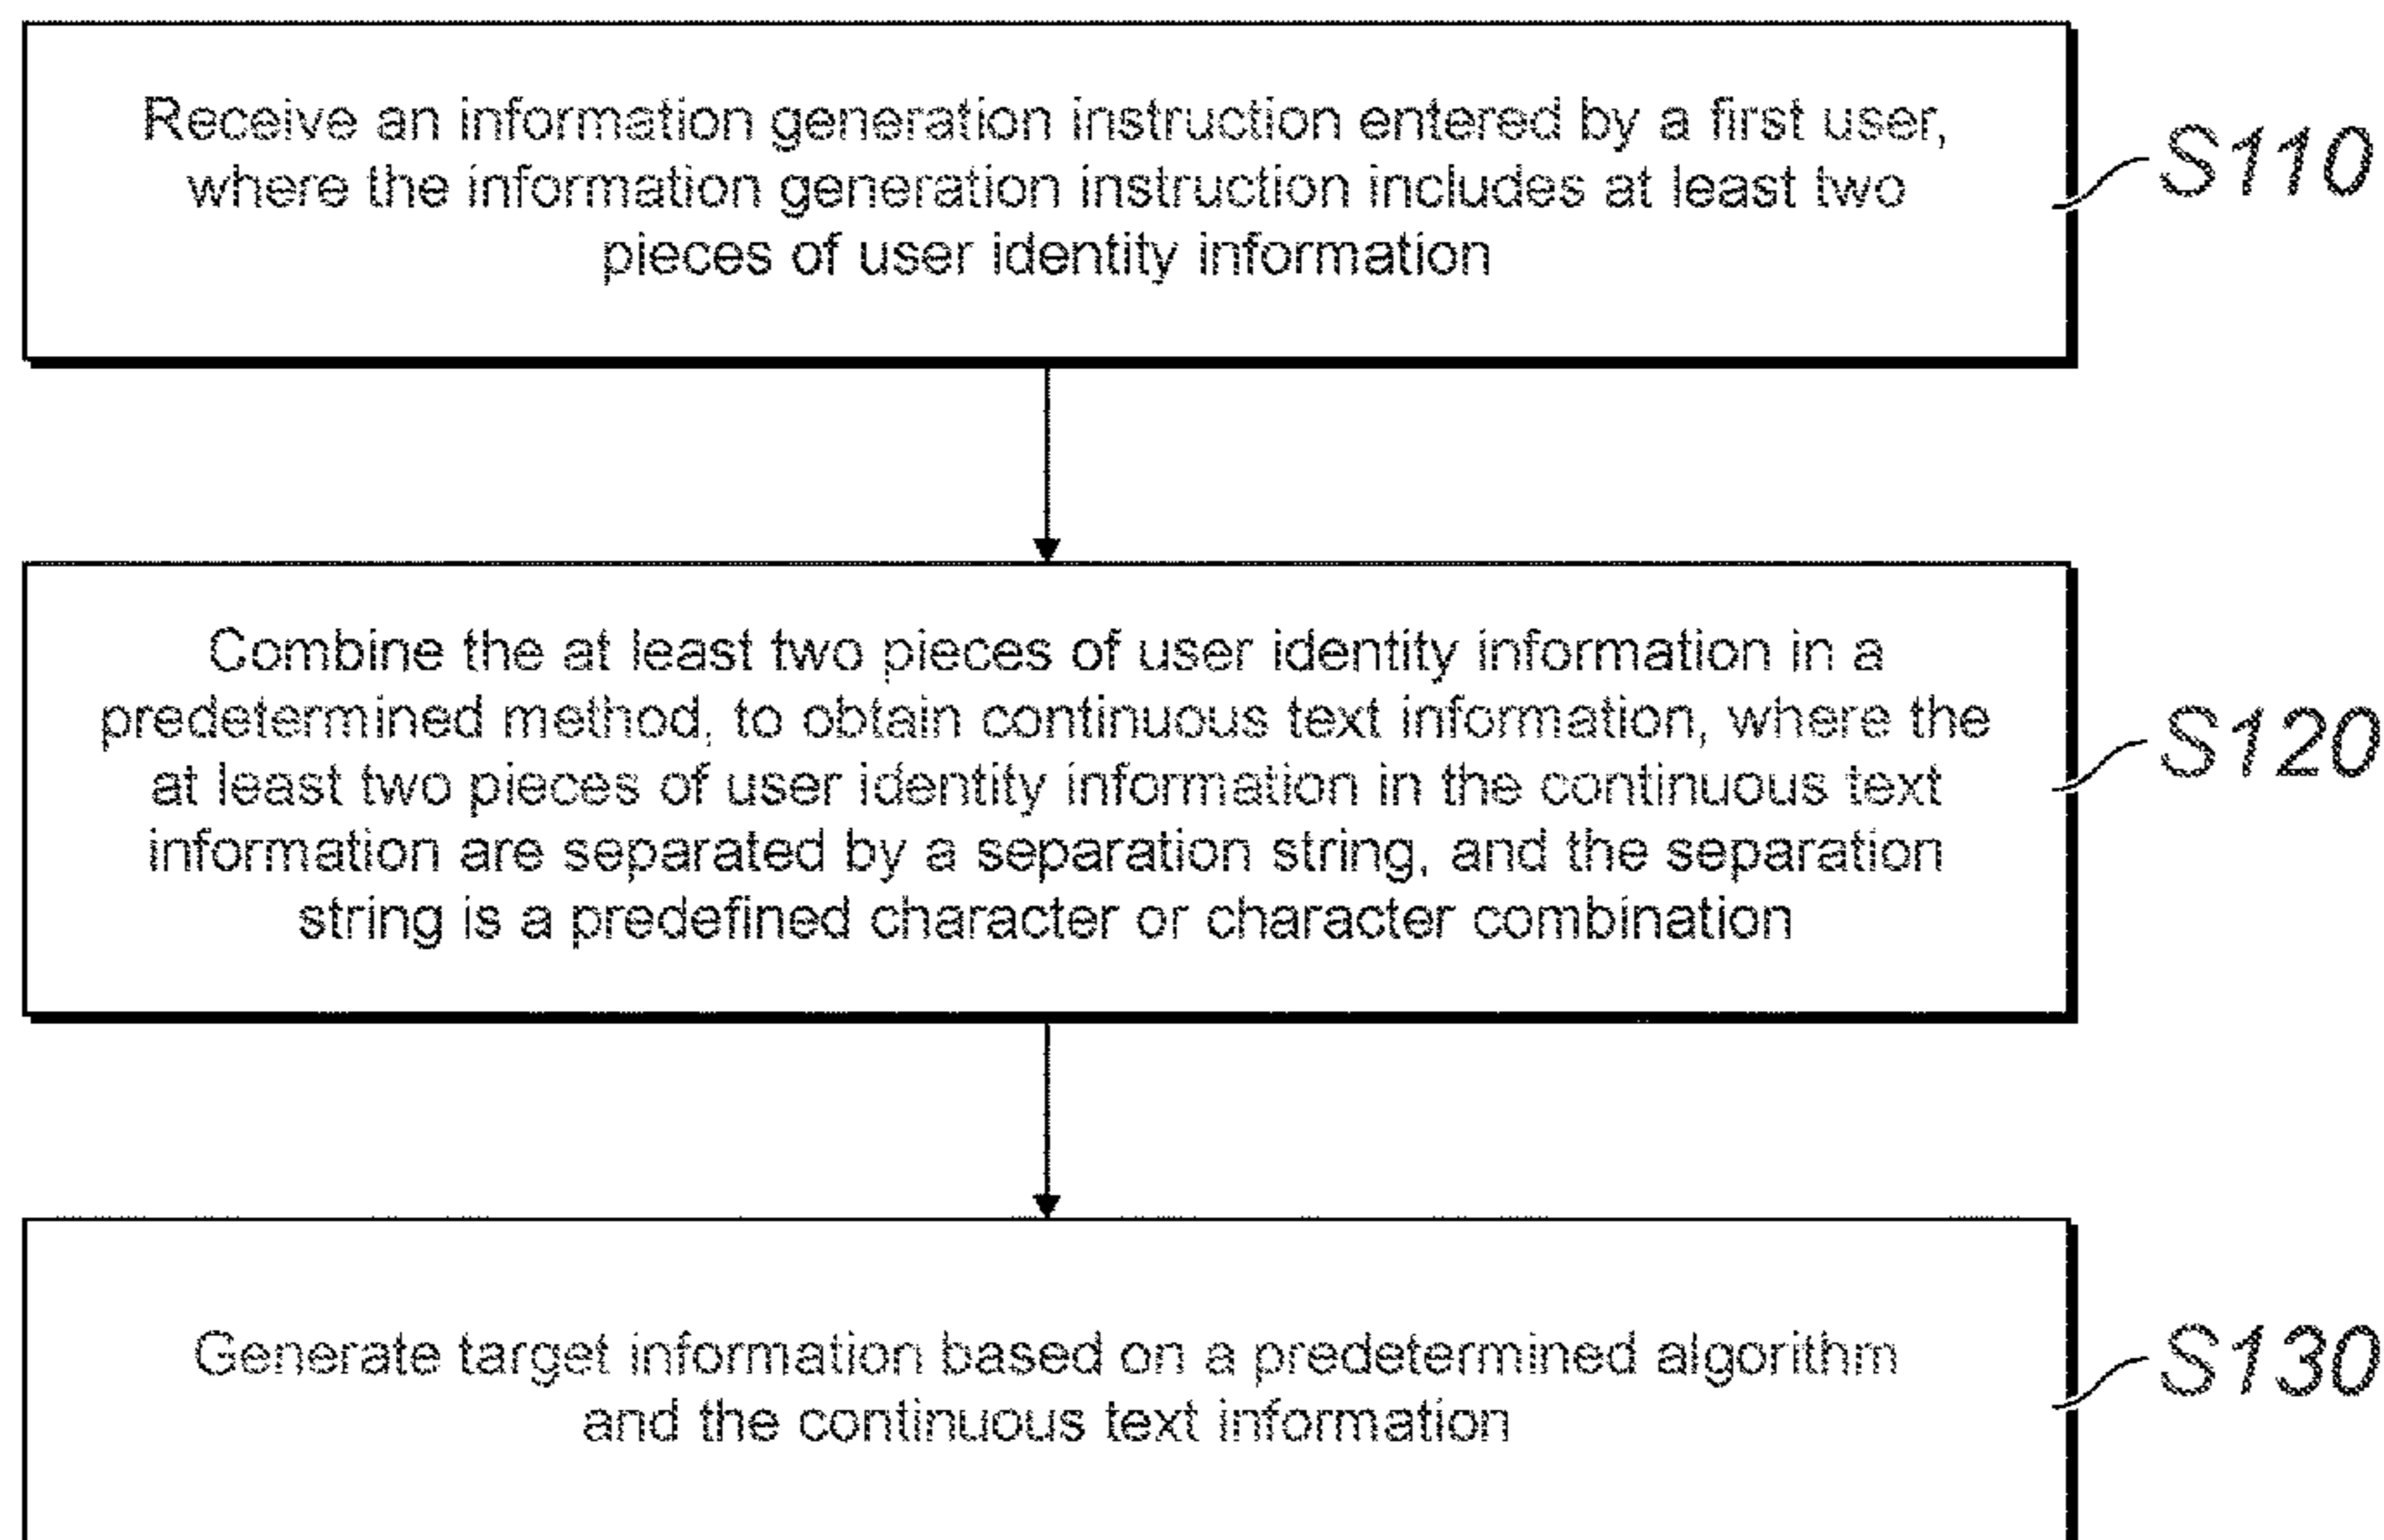 Receive an information generation instruction entered by a first user,
where the information generation instruction includes at least two
pieces of user identity information
S110
Combine the at least two pieces of user identity information in a
predetermined method, to obtain continuous text information, where the
at least two pieces of user identity information in the continuous text
information are separated by a separation string, and the separation
string is a predefined character or character combination
S120
Generate target information based on a predetermined algorithm
and the continuous text information
S130